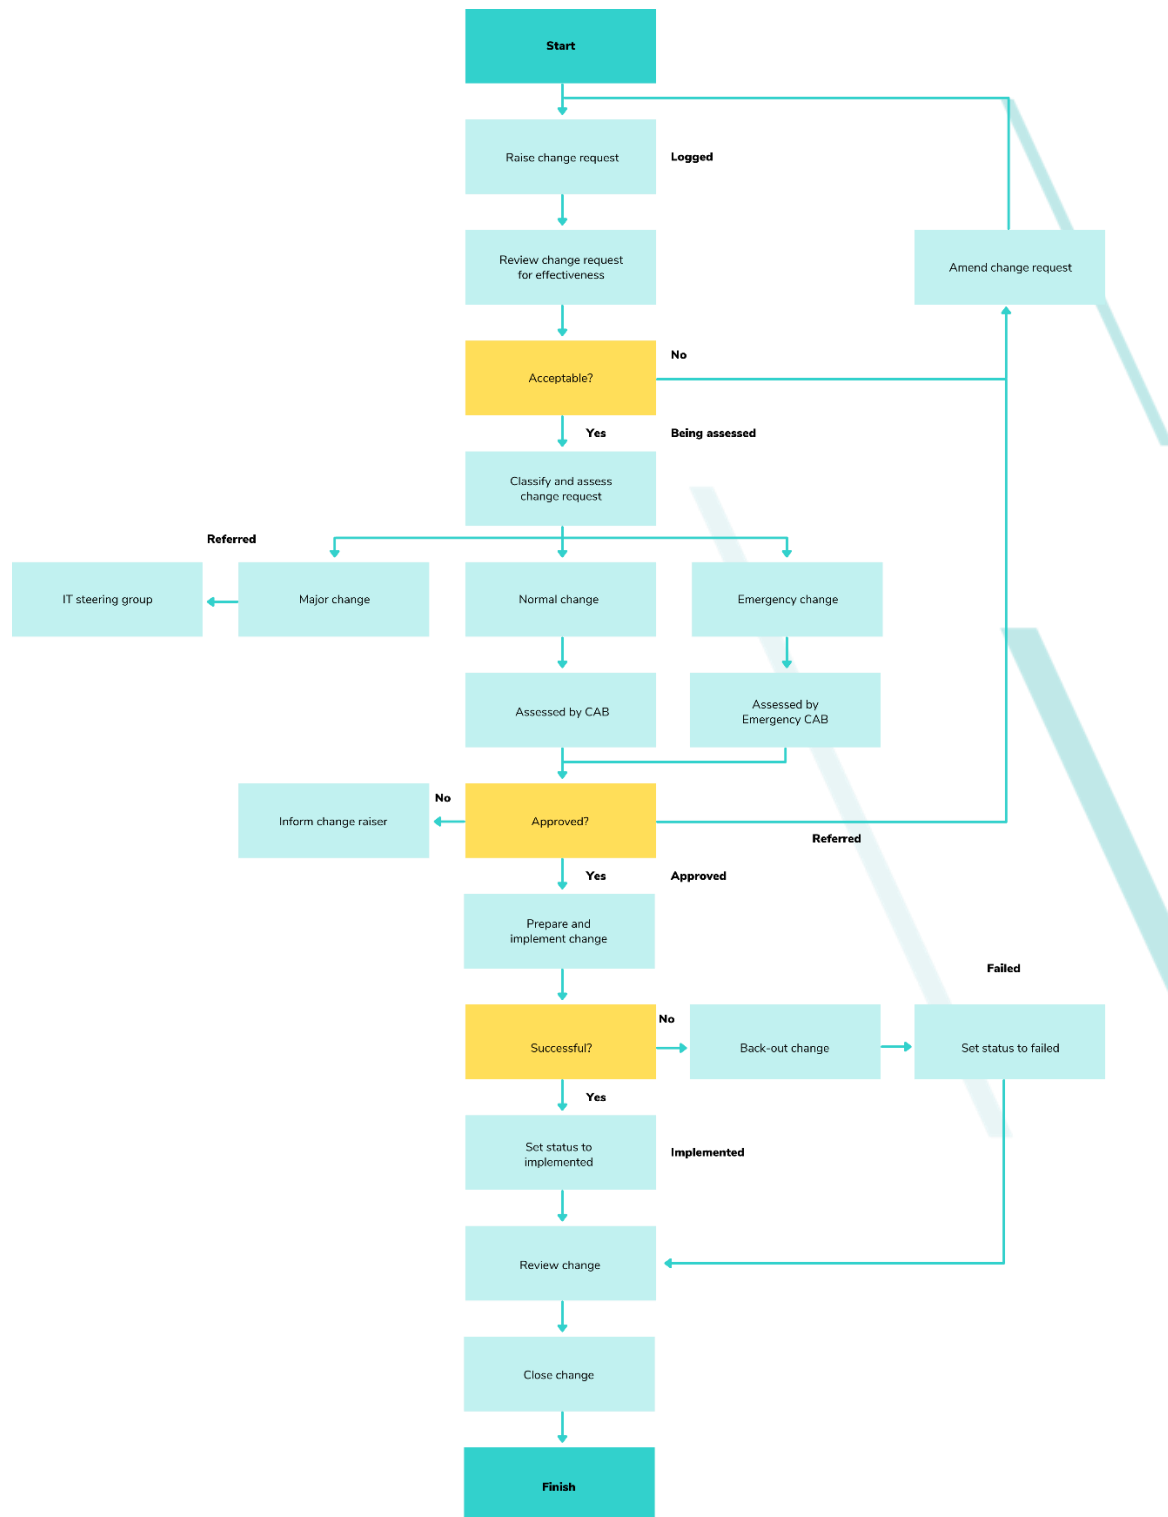 Start
Raise change request
Logged
Review change request
for effectiveness
Amend change request
No
Acceptable?
Yes
Being assessed
Classify and assess
change request
Referred
IT steering group
Major change
Normal change
Emergency change
Assessed by CAB
Assessed by
Emergency CAB
No
Inform change raiser
Approved?
Referred
Yes
Approved
Prepare and
implement change
Failed
No
Successful?
Back-out change
Set status to failed
Yes
Set status to
implemented
Implemented
Review change
Close change
Finish